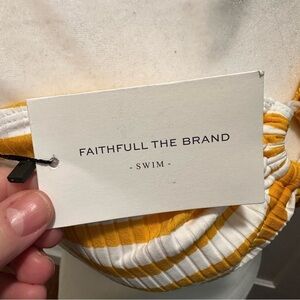 FAITHFULL THE BRAND
- SWIM -